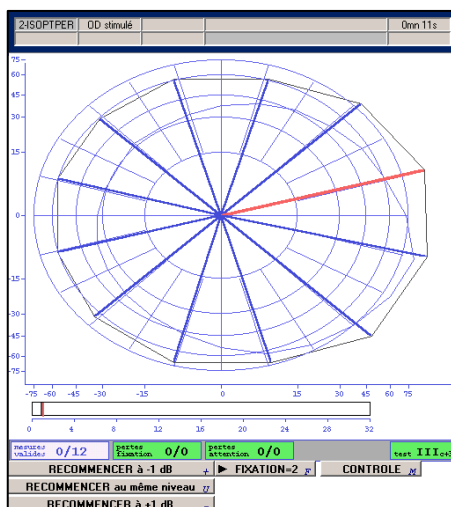 2-ISOPTPER OD stimulé 0mn 11s
75
60
45
30
15
0
-15
-30
-45
-60
-75
-75 -60 -45 -30 -15 0 15 30 45 60 75
0 4 8 12 16 20 24 28 32
mesures valides 0/12 pertes fixation 0/0 pertes attention 0/0 test III
RECOMMENCER à -1 dB + ► FIXATION=2 F CONTROLE M
RECOMMENCER au même niveau U
RECOMMENCER à +1 dB